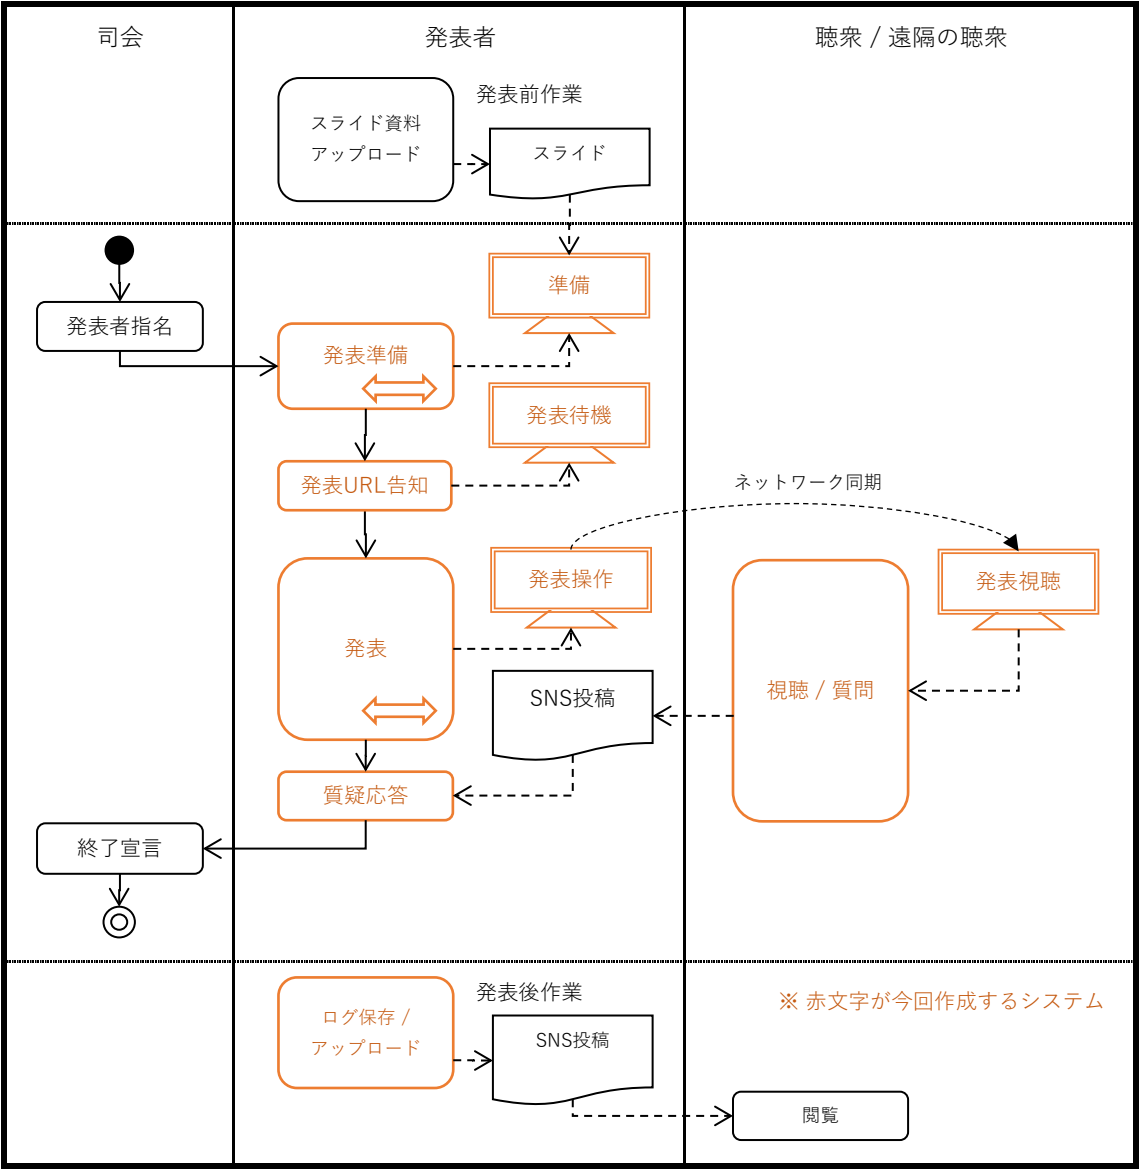 司会
発表者
聴衆 / 遠隔の聴衆
発表前作業
スライド資料
アップロード
スライド
準備
発表者指名
発表準備
発表待機
発表URL告知
ネットワーク同期
発表操作
発表視聴
発表
視聴 / 質問
SNS投稿
質疑応答
終了宣言
発表後作業
※ 赤文字が今回作成するシステム
ログ保存 /
アップロード
SNS投稿
閲覧